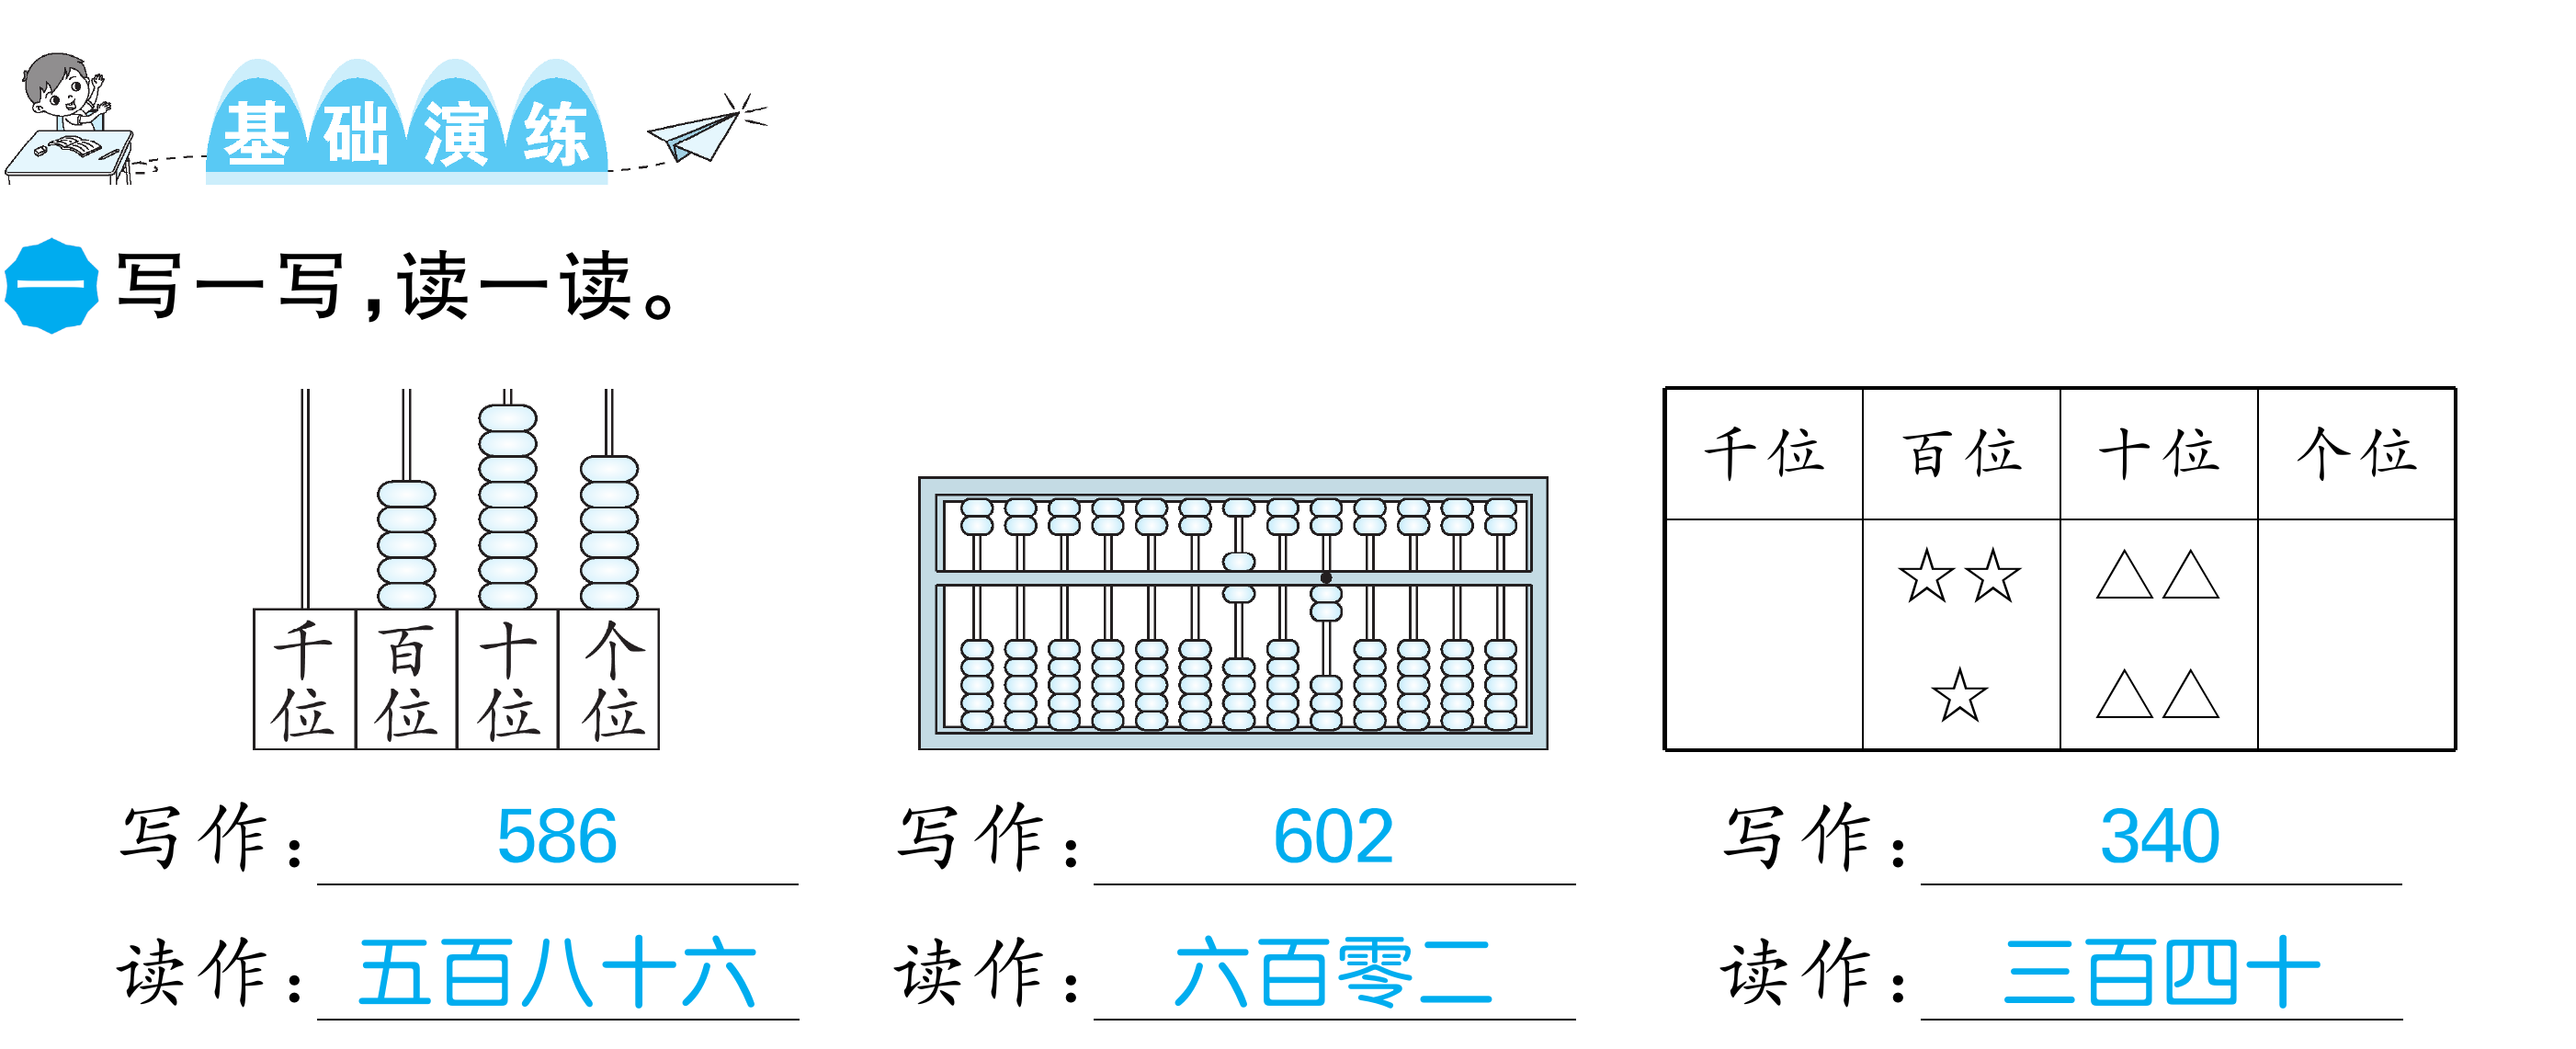 基础演练
一 写一写,读一读。
千位 百位 十位 个位
千位 百位 十位 个位
写作: 586 写作: 602 写作: 340
读作: 五百八十六 读作: 六百零二 读作: 三百四十